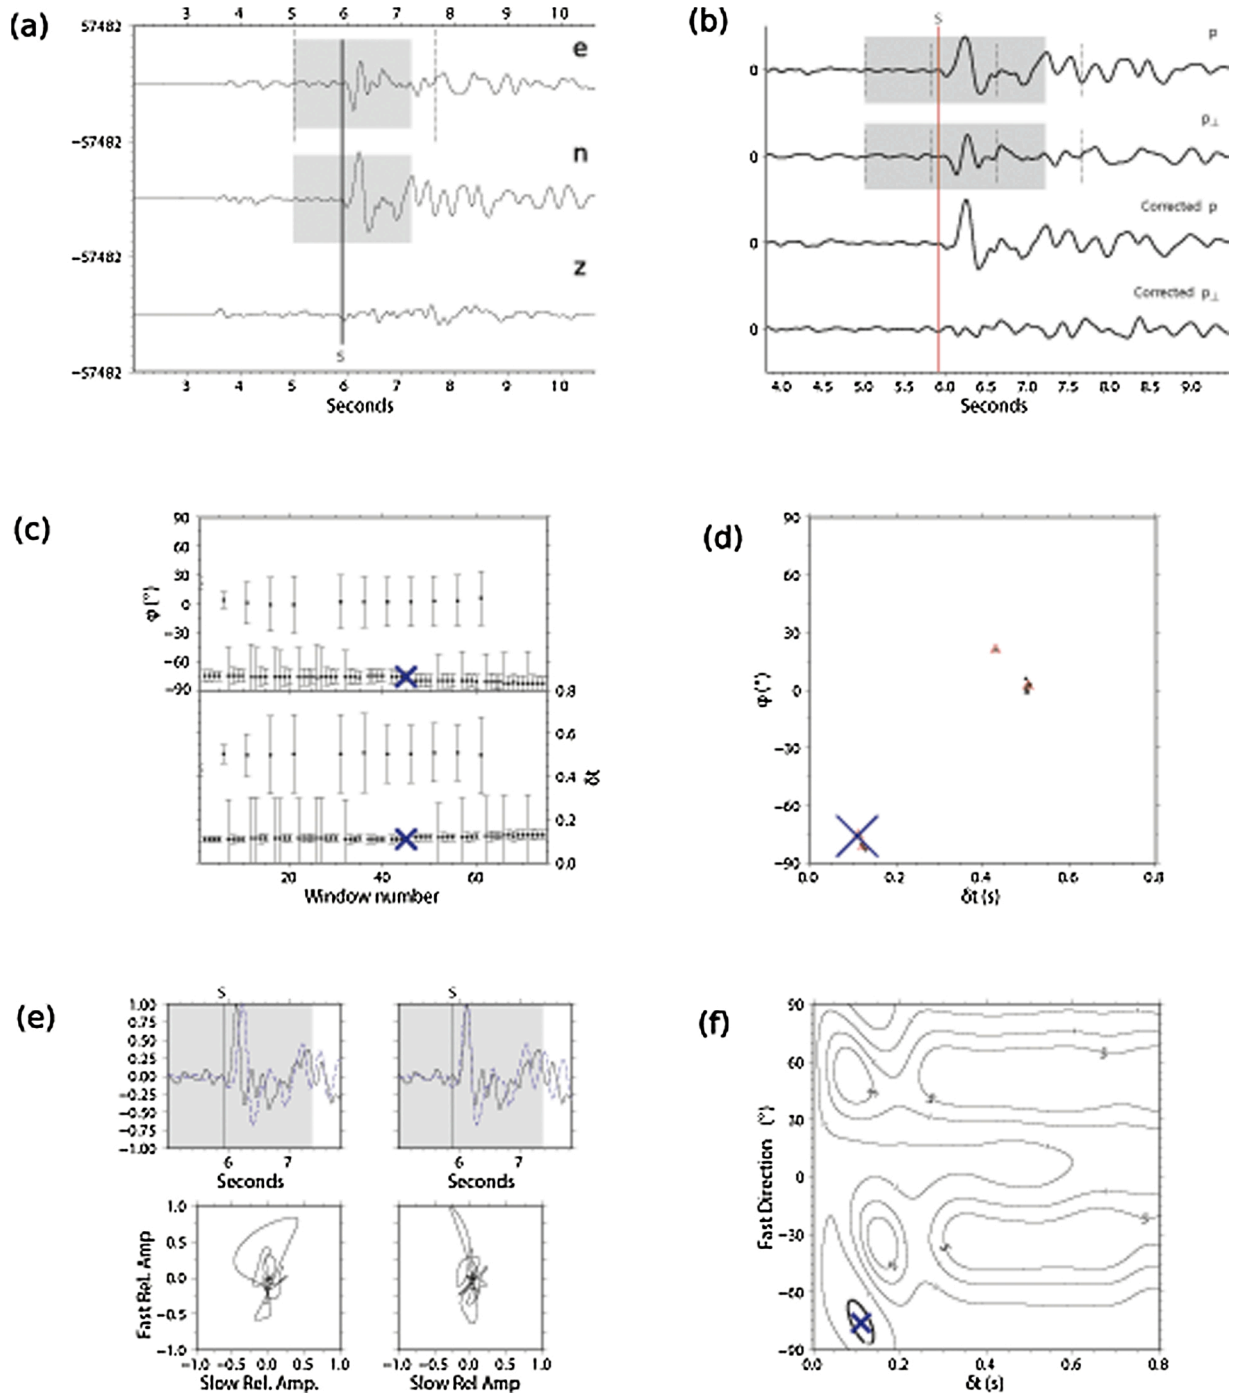 (a)
3 4 5 6 7 8 9 10
57482
e
−57482
n
−57482
z
−57482
S
3 4 5 6 7 8 9 10
Seconds
(b)
S
p
0
p⊥
0
Corrected p
0
Corrected p⊥
0
4.0 4.5 5.0 5.5 6.0 6.5 7.0 7.5 8.0 8.5 9.0
Seconds
(c)
90
60
30
0
−30
−60
−90
φ (°)
0.8
0.6
0.4
0.2
0.0
δt
20 40 60
Window number
(d)
90
60
30
0
−30
−60
−90
φ (°)
0.0 0.2 0.4 0.6 0.8
δt (s)
(e)
S
1.00
0.75
0.50
0.25
0.00
−0.25
−0.50
−0.75
−1.00
6 7
Seconds
S
6 7
Seconds
1.0
0.5
0.0
−0.5
−1.0
Fast Rel. Amp
−1.0 −0.5 0.0 0.5 1.0
Slow Rel. Amp.
−1.0 −0.5 0.0 0.5 1.0
Slow Rel Amp
(f)
90
60
30
0
−30
−60
−90
Fast Direction (°)
5
5
5
5
0.0 0.2 0.4 0.6 0.8
δt (s)